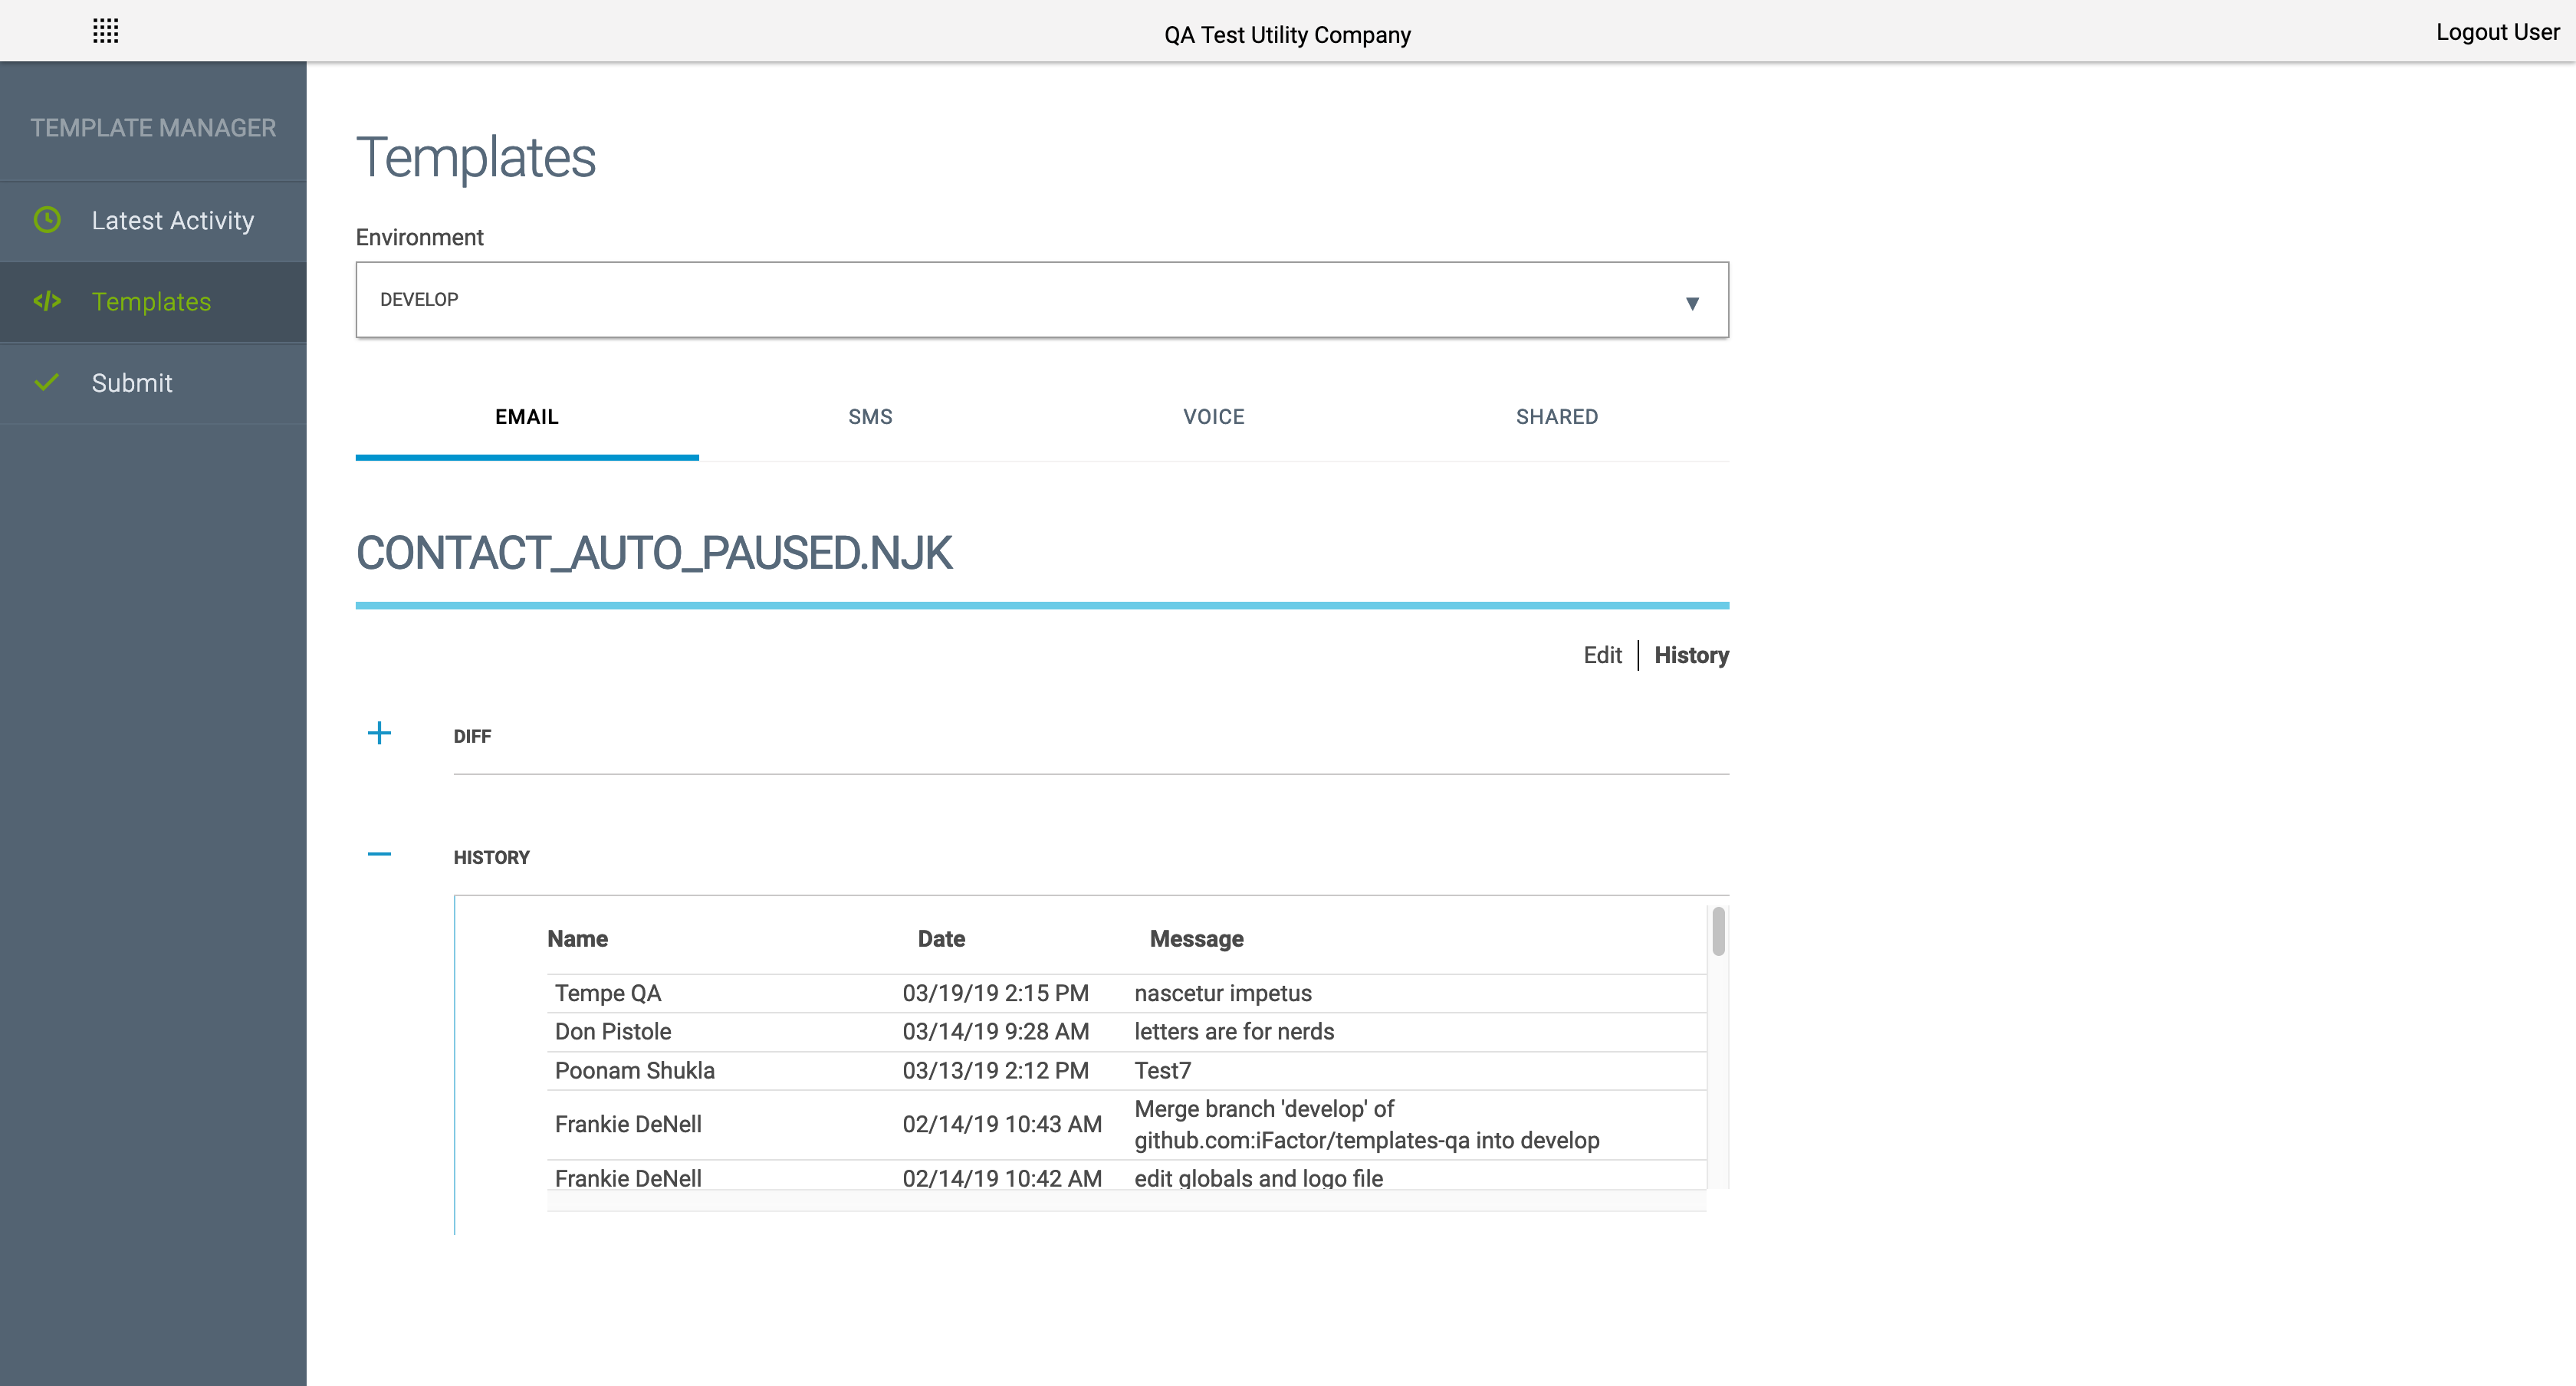 QA Test Utility Company
Logout User
TEMPLATE MANAGER
Latest Activity
Templates
Submit
Templates
Environment
DEVELOP
EMAIL SMS VOICE SHARED
CONTACT_AUTO_PAUSED.NJK
Edit History
DIFF
HISTORY
Name Date Message
Tempe QA 03/19/19 2:15 PM nascetur impetus
Don Pistole 03/14/19 9:28 AM letters are for nerds
Poonam Shukla 03/13/19 2:12 PM Test7
Frankie DeNell 02/14/19 10:43 AM Merge branch 'develop' of
github.com:iFactor/templates-qa into develop
Frankie DeNell 02/14/19 10:42 AM edit globals and logo file